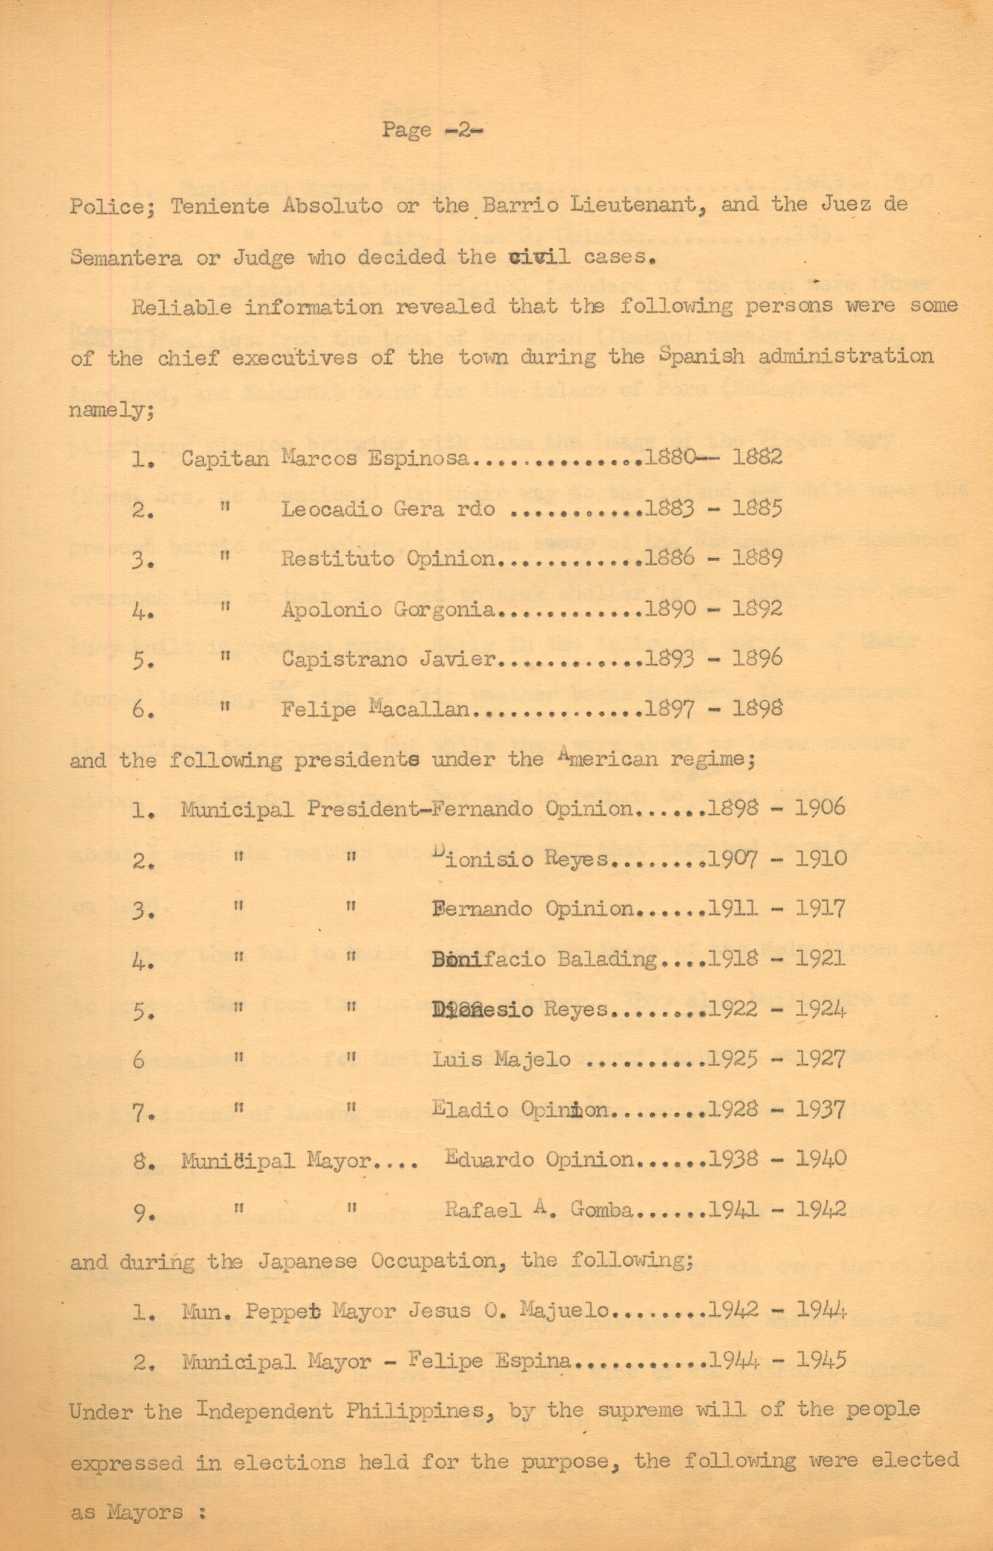 Page -2-
Police; Teniente Absoluto or the Barrio Lieutenant, and the Juez de
Semantera or Judge who decided the civil cases.
Reliable information revealed that the following persons were some
of the chief executives of the town during the Spanish administration
namely;
1. Capitan Marcos Espinosa...............1880-- 1882
2. " Leocadio Gera rdo ...........1883 - 1885
3. " Restituto Opinion............1886 - 1889
4. " Apolonio Gorgonia............1890 - 1892
5. " Capistrano Javier............1893 - 1896
6. " Felipe Macallan..............1897 - 1898
and the following presidents under the American regime;
1. Municipal President-Fernando Opinion......1898 - 1906
2. " " Dionisio Reyes........1907 - 1910
3. " " Fernando Opinion......1911 - 1917
4. " " Bonifacio Balading....1918 - 1921
5. " " Dionesio Reyes........1922 - 1924
6 " " Luis Majelo ..........1925 - 1927
7. " " Eladio Opinion........1928 - 1937
8. Municipal Mayor.... Eduardo Opinion......1938 - 1940
9. " " Rafael A. Gomba......1941 - 1942
and during the Japanese Occupation, the following;
1. Mun. Peppet Mayor Jesus O. Majuelo........1942 - 1944
2. Municipal Mayor - Felipe Espina...........1944 - 1945
Under the Independent Philippines, by the supreme will of the people
expressed in elections held for the purpose, the following were elected
as Mayors :